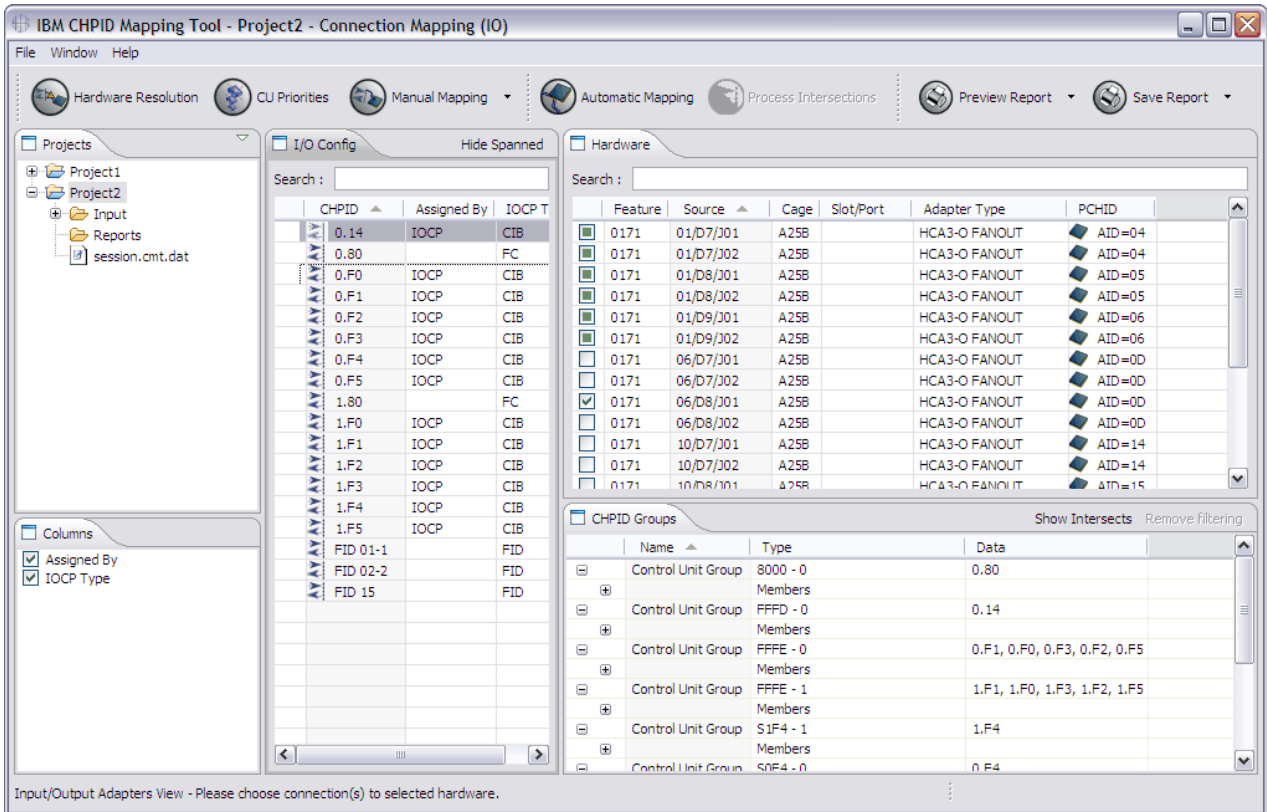 IBM CHPID Mapping Tool - Project2 - Connection Mapping (IO)
File Window Help
Hardware Resolution CU Priorities Manual Mapping Automatic Mapping Process Intersections Preview Report Save Report
Projects
Project1
Project2
Input
Reports
session.cmt.dat
Columns
Assigned By
IOCP Type
I/O Config Hide Spanned
Search :
CHPID Assigned By IOCP T
0.14 IOCP CIB
0.80 FC
0.F0 IOCP CIB
0.F1 IOCP CIB
0.F2 IOCP CIB
0.F3 IOCP CIB
0.F4 IOCP CIB
0.F5 IOCP CIB
1.80 FC
1.F0 IOCP CIB
1.F1 IOCP CIB
1.F2 IOCP CIB
1.F3 IOCP CIB
1.F4 IOCP CIB
1.F5 IOCP CIB
FID 01-1 FID
FID 02-2 FID
FID 15 FID
Hardware
Search :
Feature Source Cage Slot/Port Adapter Type PCHID
0171 01/D7/J01 A25B HCA3-O FANOUT AID=04
0171 01/D7/J02 A25B HCA3-O FANOUT AID=04
0171 01/D8/J01 A25B HCA3-O FANOUT AID=05
0171 01/D8/J02 A25B HCA3-O FANOUT AID=05
0171 01/D9/J01 A25B HCA3-O FANOUT AID=06
0171 01/D9/J02 A25B HCA3-O FANOUT AID=06
0171 06/D7/J01 A25B HCA3-O FANOUT AID=0D
0171 06/D7/J02 A25B HCA3-O FANOUT AID=0D
0171 06/D8/J01 A25B HCA3-O FANOUT AID=0D
0171 06/D8/J02 A25B HCA3-O FANOUT AID=0D
0171 10/D7/J01 A25B HCA3-O FANOUT AID=14
0171 10/D7/J02 A25B HCA3-O FANOUT AID=14
0171 10/D8/J01 A25B HCA3-O FANOUT AID=15
CHPID Groups Show Intersects Remove filtering
Name Type Data
Control Unit Group 8000 - 0 0.80
Members
Control Unit Group FFFD - 0 0.14
Members
Control Unit Group FFFE - 0 0.F1, 0.F0, 0.F3, 0.F2, 0.F5
Members
Control Unit Group FFFE - 1 1.F1, 1.F0, 1.F3, 1.F2, 1.F5
Members
Control Unit Group S1F4 - 1 1.F4
Members
Control Unit Group S0F4 - 0 0.F4
Input/Output Adapters View - Please choose connection(s) to selected hardware.